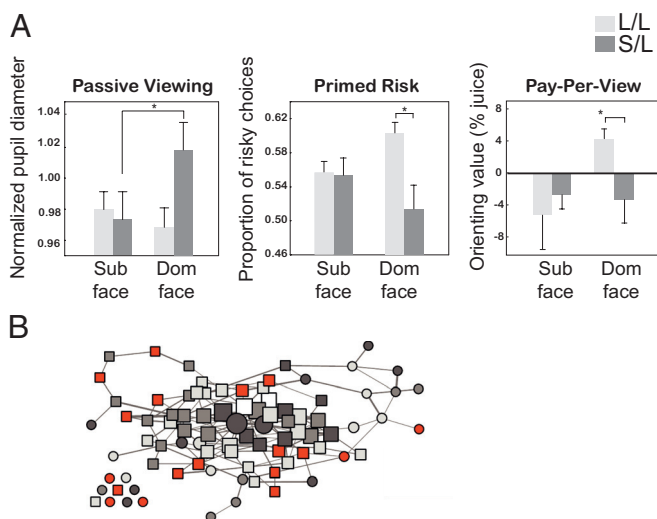 A
L/L
S/L
Passive Viewing
Normalized pupil diameter
1.04
1.02
1.00
0.98
0.96
*
Sub
face
Dom
face
Primed Risk
Proportion of risky choices
0.62
0.58
0.54
0.50
0.46
*
Sub
face
Dom
face
Pay-Per-View
Orienting value (% juice)
8
4
0
-4
-8
*
Sub
face
Dom
face
B